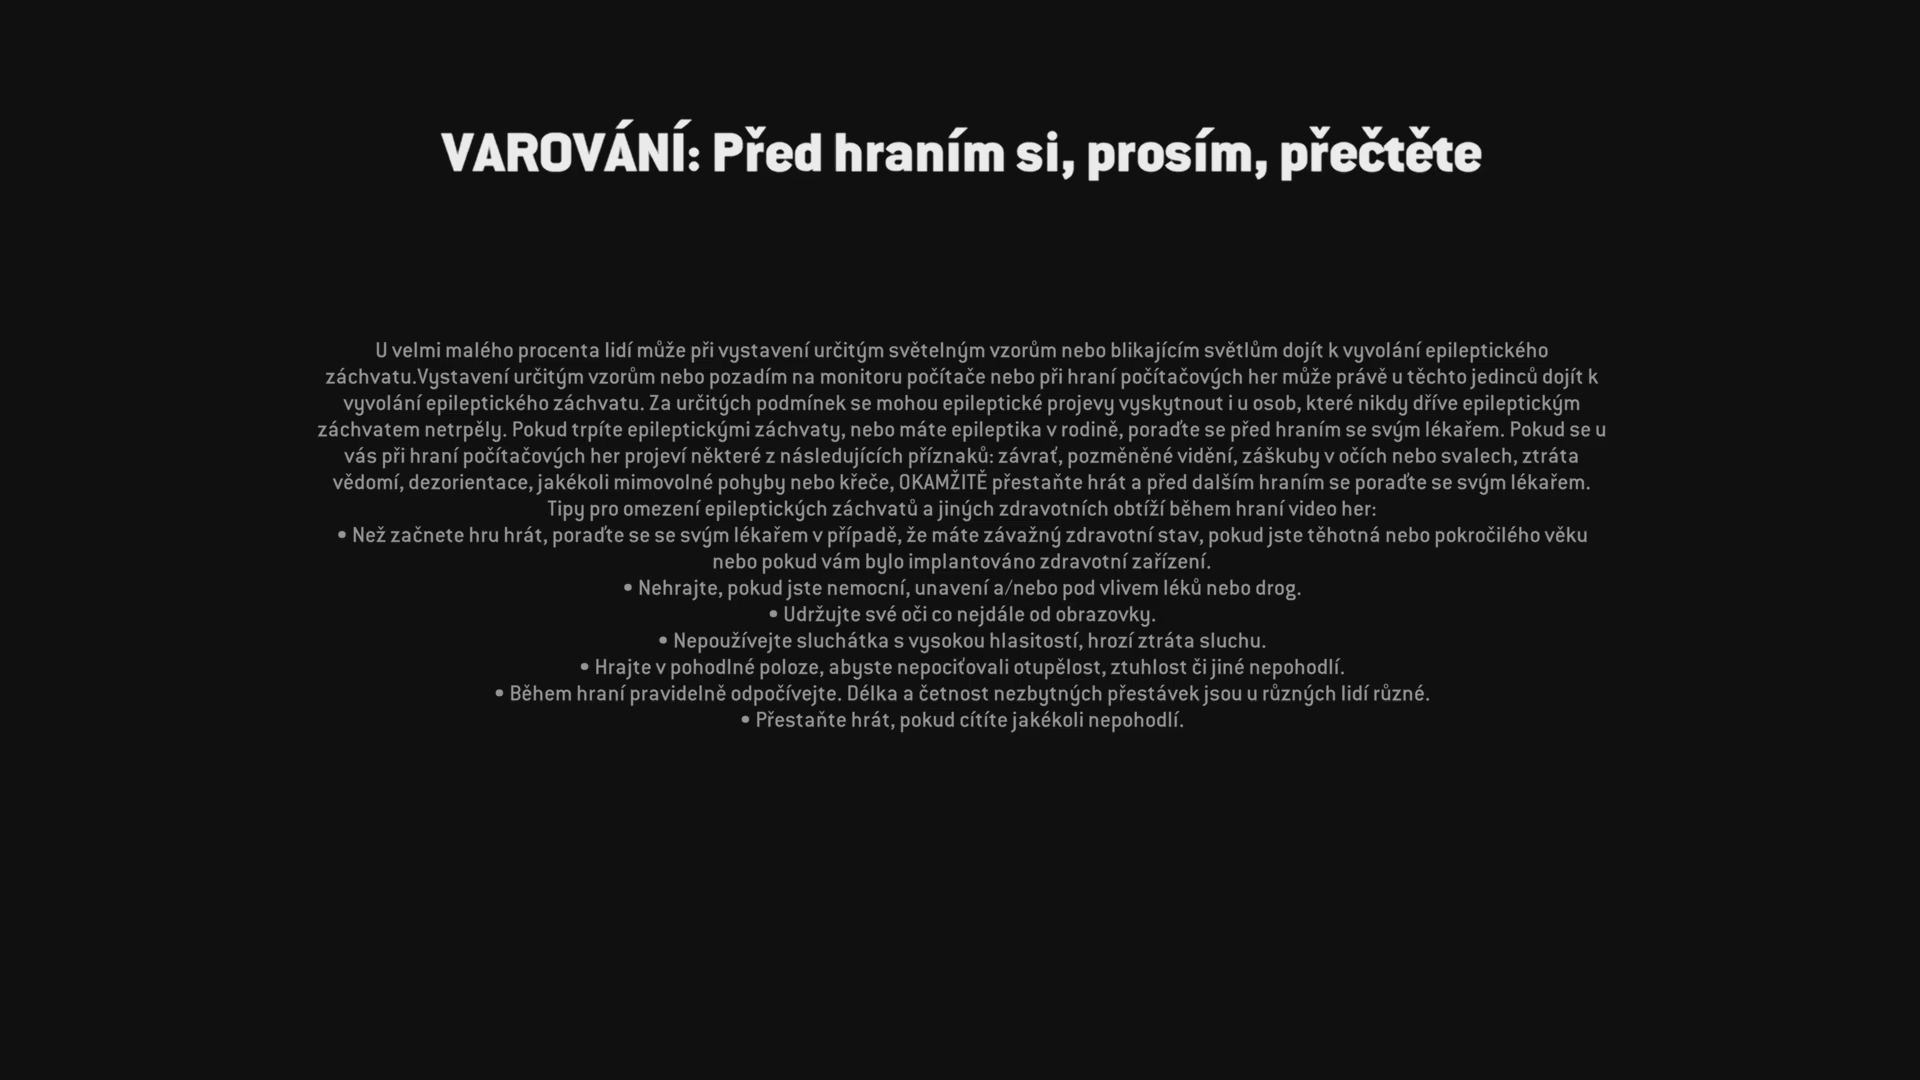 VAROVÁNÍ: Před hraním si, prosím, přečtěte
U velmi malého procenta lidí může při vystavení určitým světelným vzorům nebo blikajícím světlům dojít k vyvolání epileptického
záchvatu.Vystavení určitým vzorům nebo pozadím na monitoru počítače nebo při hraní počítačových her může právě u těchto jedinců dojít k
vyvolání epileptického záchvatu. Za určitých podmínek se mohou epileptické projevy vyskytnout i u osob, které nikdy dříve epileptickým
záchvatem netrpěly. Pokud trpíte epileptickými záchvaty, nebo máte epileptika v rodině, poraďte se před hraním se svým lékařem. Pokud se u
vás při hraní počítačových her projeví některé z následujících příznaků: závrať, pozměněné vidění, záškuby v očích nebo svalech, ztráta
vědomí, dezorientace, jakékoli mimovolné pohyby nebo křeče, OKAMŽITĚ přestaňte hrát a před dalším hraním se poraďte se svým lékařem.
Tipy pro omezení epileptických záchvatů a jiných zdravotních obtíží během hraní video her:
• Než začnete hru hrát, poraďte se se svým lékařem v případě, že máte závažný zdravotní stav, pokud jste těhotná nebo pokročilého věku
nebo pokud vám bylo implantováno zdravotní zařízení.
• Nehrajte, pokud jste nemocní, unavení a/nebo pod vlivem léků nebo drog.
• Udržujte své oči co nejdále od obrazovky.
• Nepoužívejte sluchátka s vysokou hlasitostí, hrozí ztráta sluchu.
• Hrajte v pohodlné poloze, abyste nepociťovali otupělost, ztuhlost či jiné nepohodlí.
• Během hraní pravidelně odpočívejte. Délka a četnost nezbytných přestávek jsou u různých lidí různé.
• Přestaňte hrát, pokud cítíte jakékoli nepohodlí.